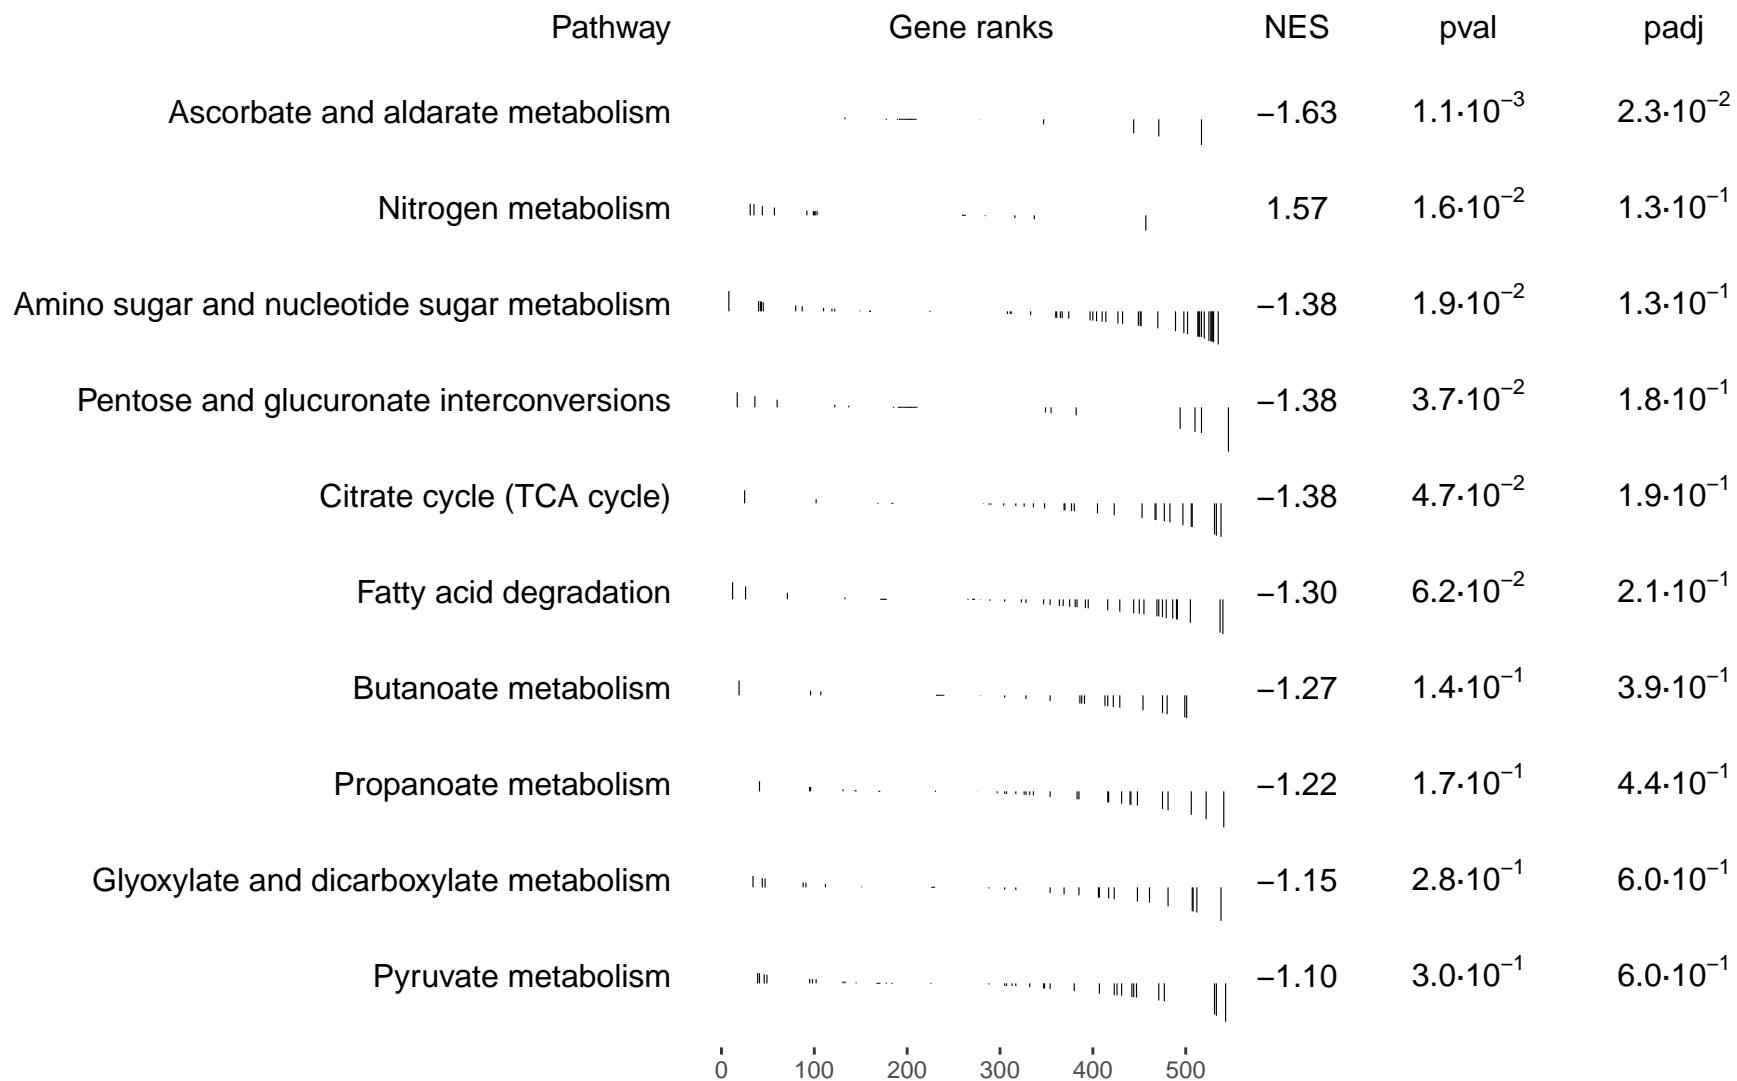 Pathway Gene ranks NES pval padj
Ascorbate and aldarate metabolism −1.63 1.1·10⁻³ 2.3·10⁻²
Nitrogen metabolism 1.57 1.6·10⁻² 1.3·10⁻¹
Amino sugar and nucleotide sugar metabolism −1.38 1.9·10⁻² 1.3·10⁻¹
Pentose and glucuronate interconversions −1.38 3.7·10⁻² 1.8·10⁻¹
Citrate cycle (TCA cycle) −1.38 4.7·10⁻² 1.9·10⁻¹
Fatty acid degradation −1.30 6.2·10⁻² 2.1·10⁻¹
Butanoate metabolism −1.27 1.4·10⁻¹ 3.9·10⁻¹
Propanoate metabolism −1.22 1.7·10⁻¹ 4.4·10⁻¹
Glyoxylate and dicarboxylate metabolism −1.15 2.8·10⁻¹ 6.0·10⁻¹
Pyruvate metabolism −1.10 3.0·10⁻¹ 6.0·10⁻¹
0 100 200 300 400 500